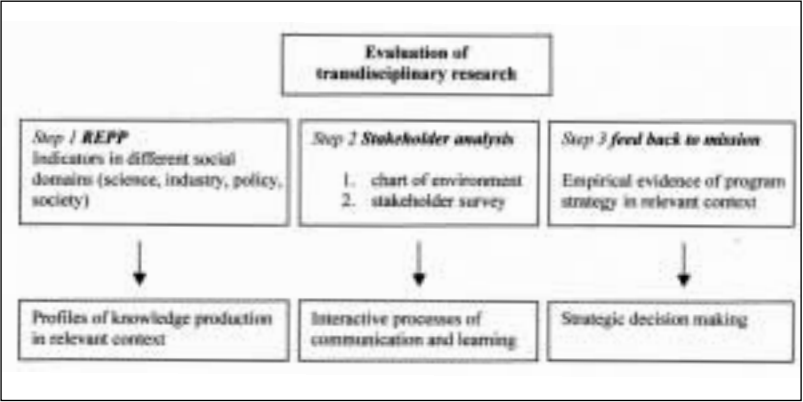 Evaluation of
transdisciplinary research
Step 1 REPP
Indicators in different social
domains (science, industry, policy,
society)
Step 2 Stakeholder analysis
1. chart of environment
2. stakeholder survey
Step 3 feed back to mission
Empirical evidence of program
strategy in relevant context
Profiles of knowledge production
in relevant context
Interactive processes of
communication and learning
Strategic decision making